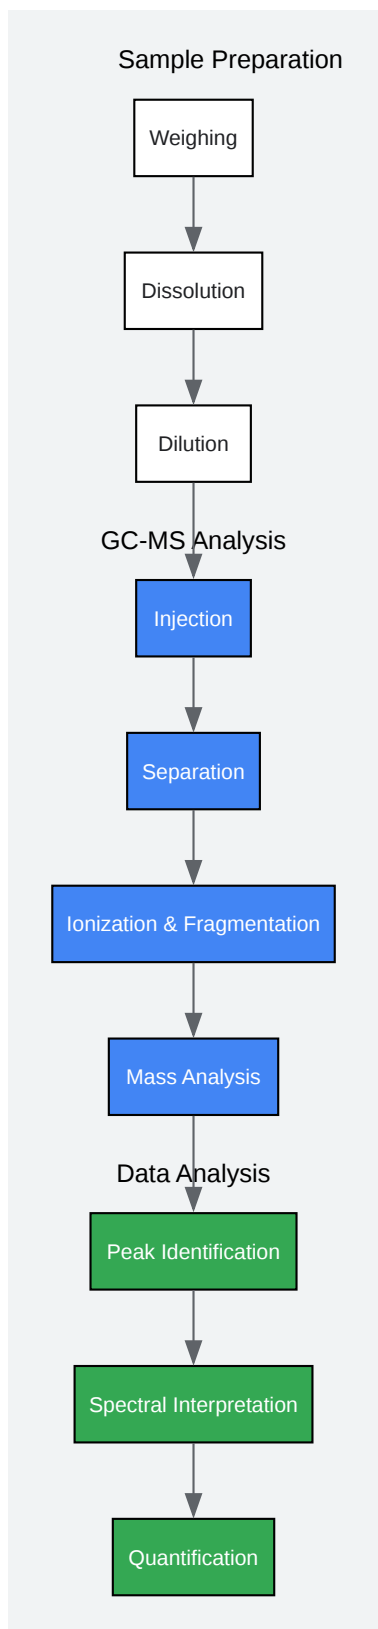 Sample Preparation
Weighing
Dissolution
Dilution
GC-MS Analysis
Injection
Separation
Ionization & Fragmentation
Mass Analysis
Data Analysis
Peak Identification
Spectral Interpretation
Quantification